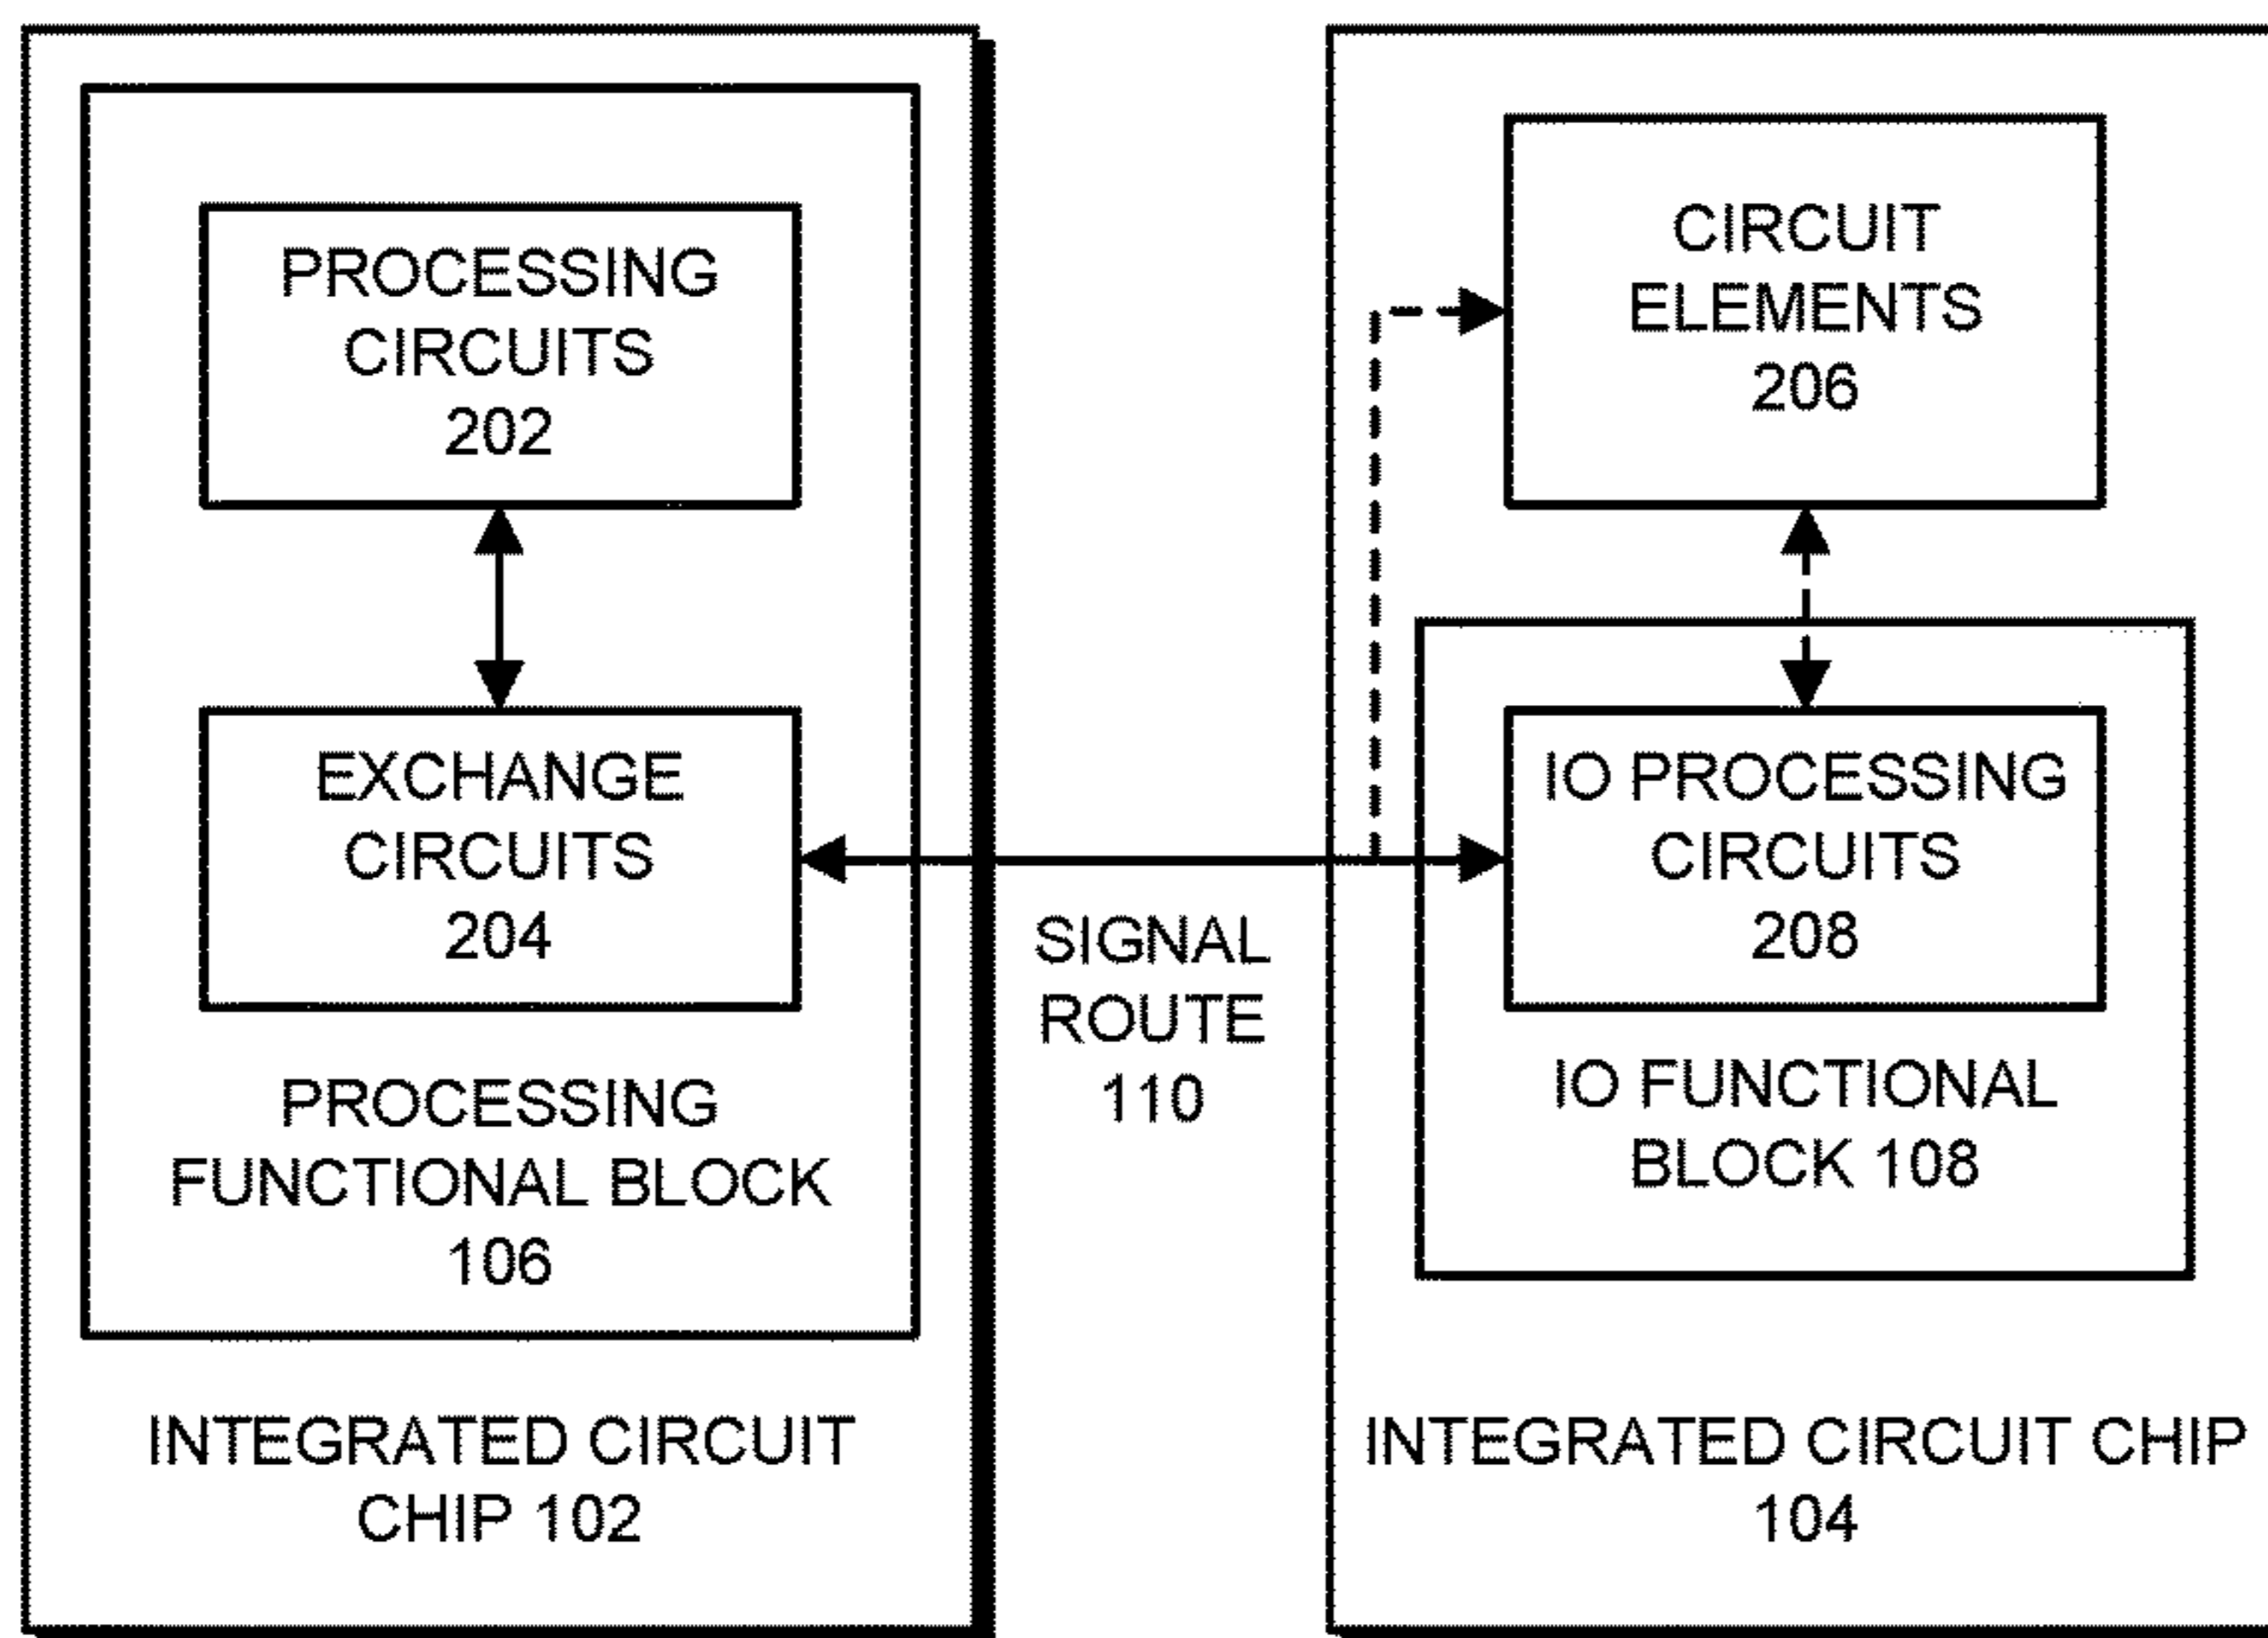 PROCESSING
CIRCUITS
202
EXCHANGE
CIRCUITS
204
PROCESSING
FUNCTIONAL BLOCK
106
INTEGRATED CIRCUIT
CHIP 102
SIGNAL
ROUTE
110
CIRCUIT
ELEMENTS
206
IO PROCESSING
CIRCUITS
208
IO FUNCTIONAL
BLOCK 108
INTEGRATED CIRCUIT CHIP
104